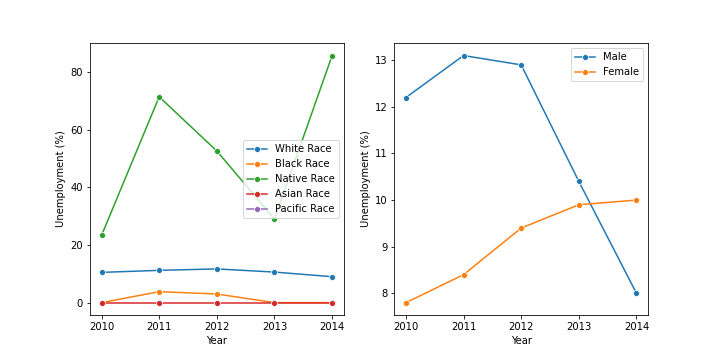 80
60
40
20
0
Unemployment (%)
2010 2011 2012 2013 2014
Year
White Race
Black Race
Native Race
Asian Race
Pacific Race
13
12
11
10
9
8
Unemployment (%)
2010 2011 2012 2013 2014
Year
Male
Female